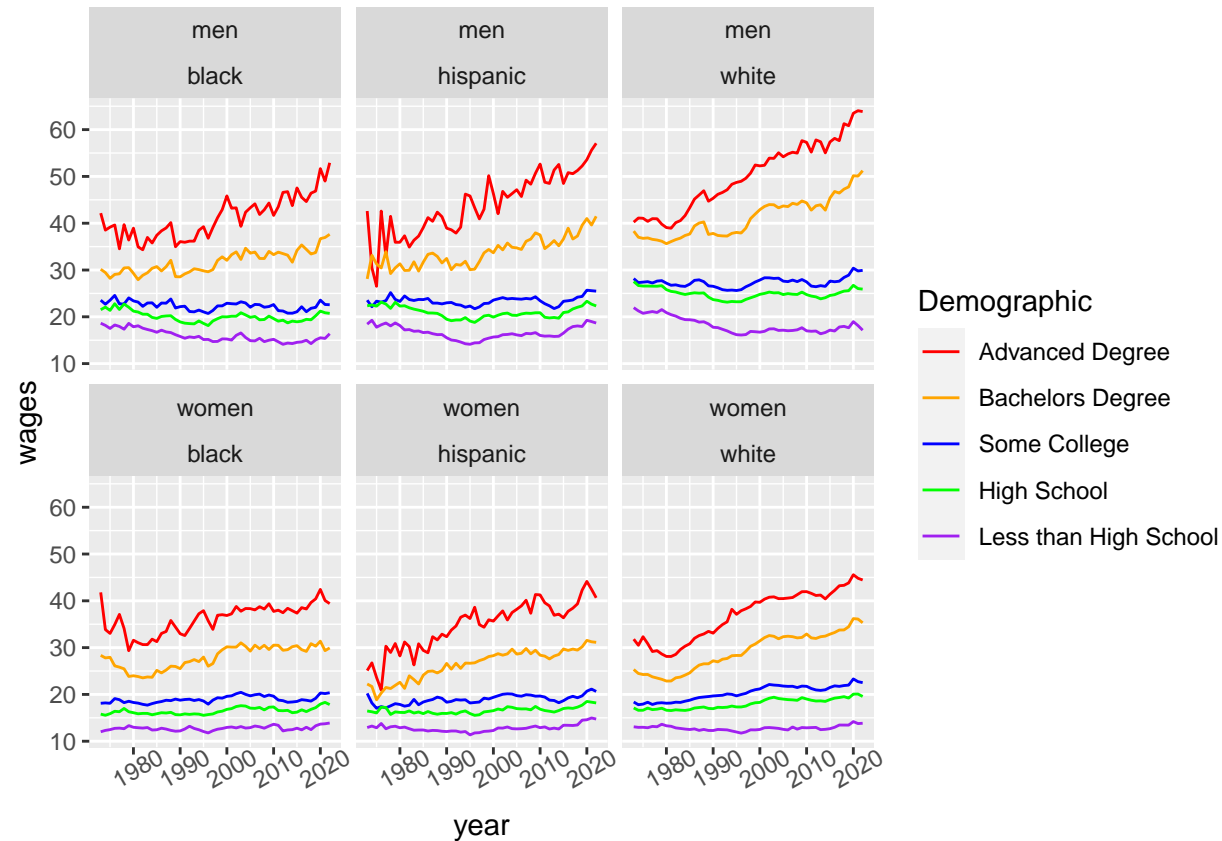 men
black
men
hispanic
men
white
60
50
40
30
20
10
women
black
women
hispanic
women
white
60
50
40
30
20
10
1980
1990
2000
2010
2020
1980
1990
2000
2010
2020
1980
1990
2000
2010
2020
year
wages
Demographic
Advanced Degree
Bachelors Degree
Some College
High School
Less than High School